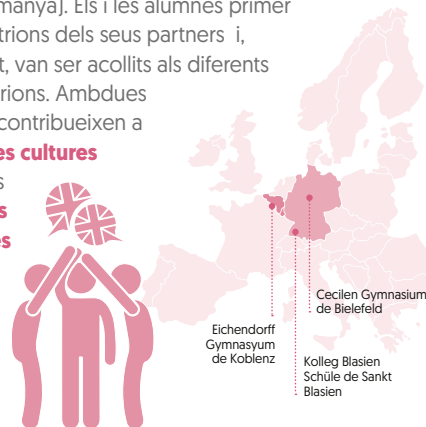 manya). Els i les alumnes primer
trions dels seus partners i,
t, van ser acollits als diferents
rions. Ambdues
contribueixen a
es cultures
s
s
es
Cecilen Gymnasium
de Bielefeld
Eichendorff
Gymnasyum
de Koblenz
Kolleg Blasien
Schüle de Sankt
Blasien